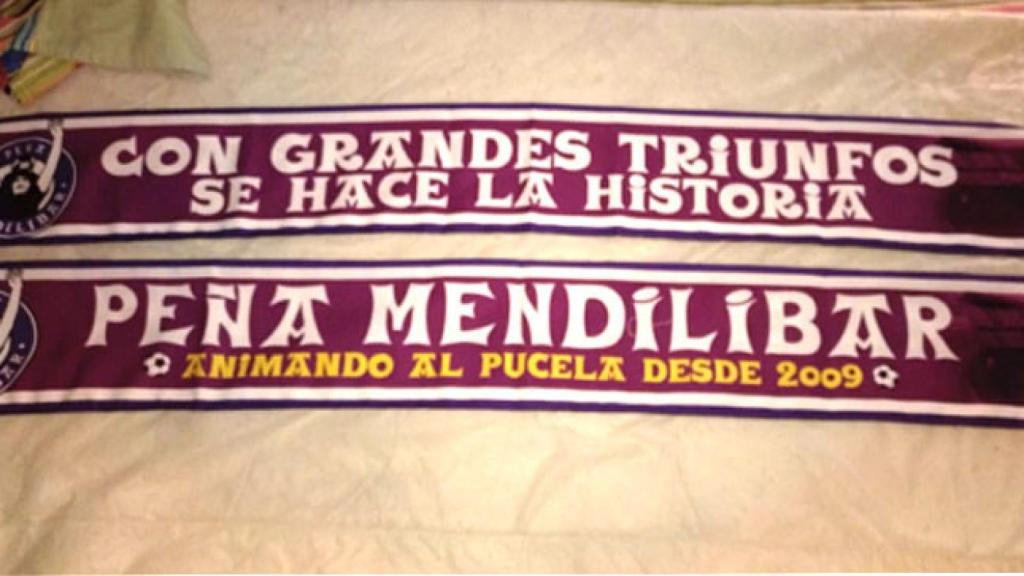 CON GRANDES TRIUNFOS
SE HACE LA HISTORIA
PEÑA MENDILIBAR
ANIMANDO AL PUCELA DESDE 2009